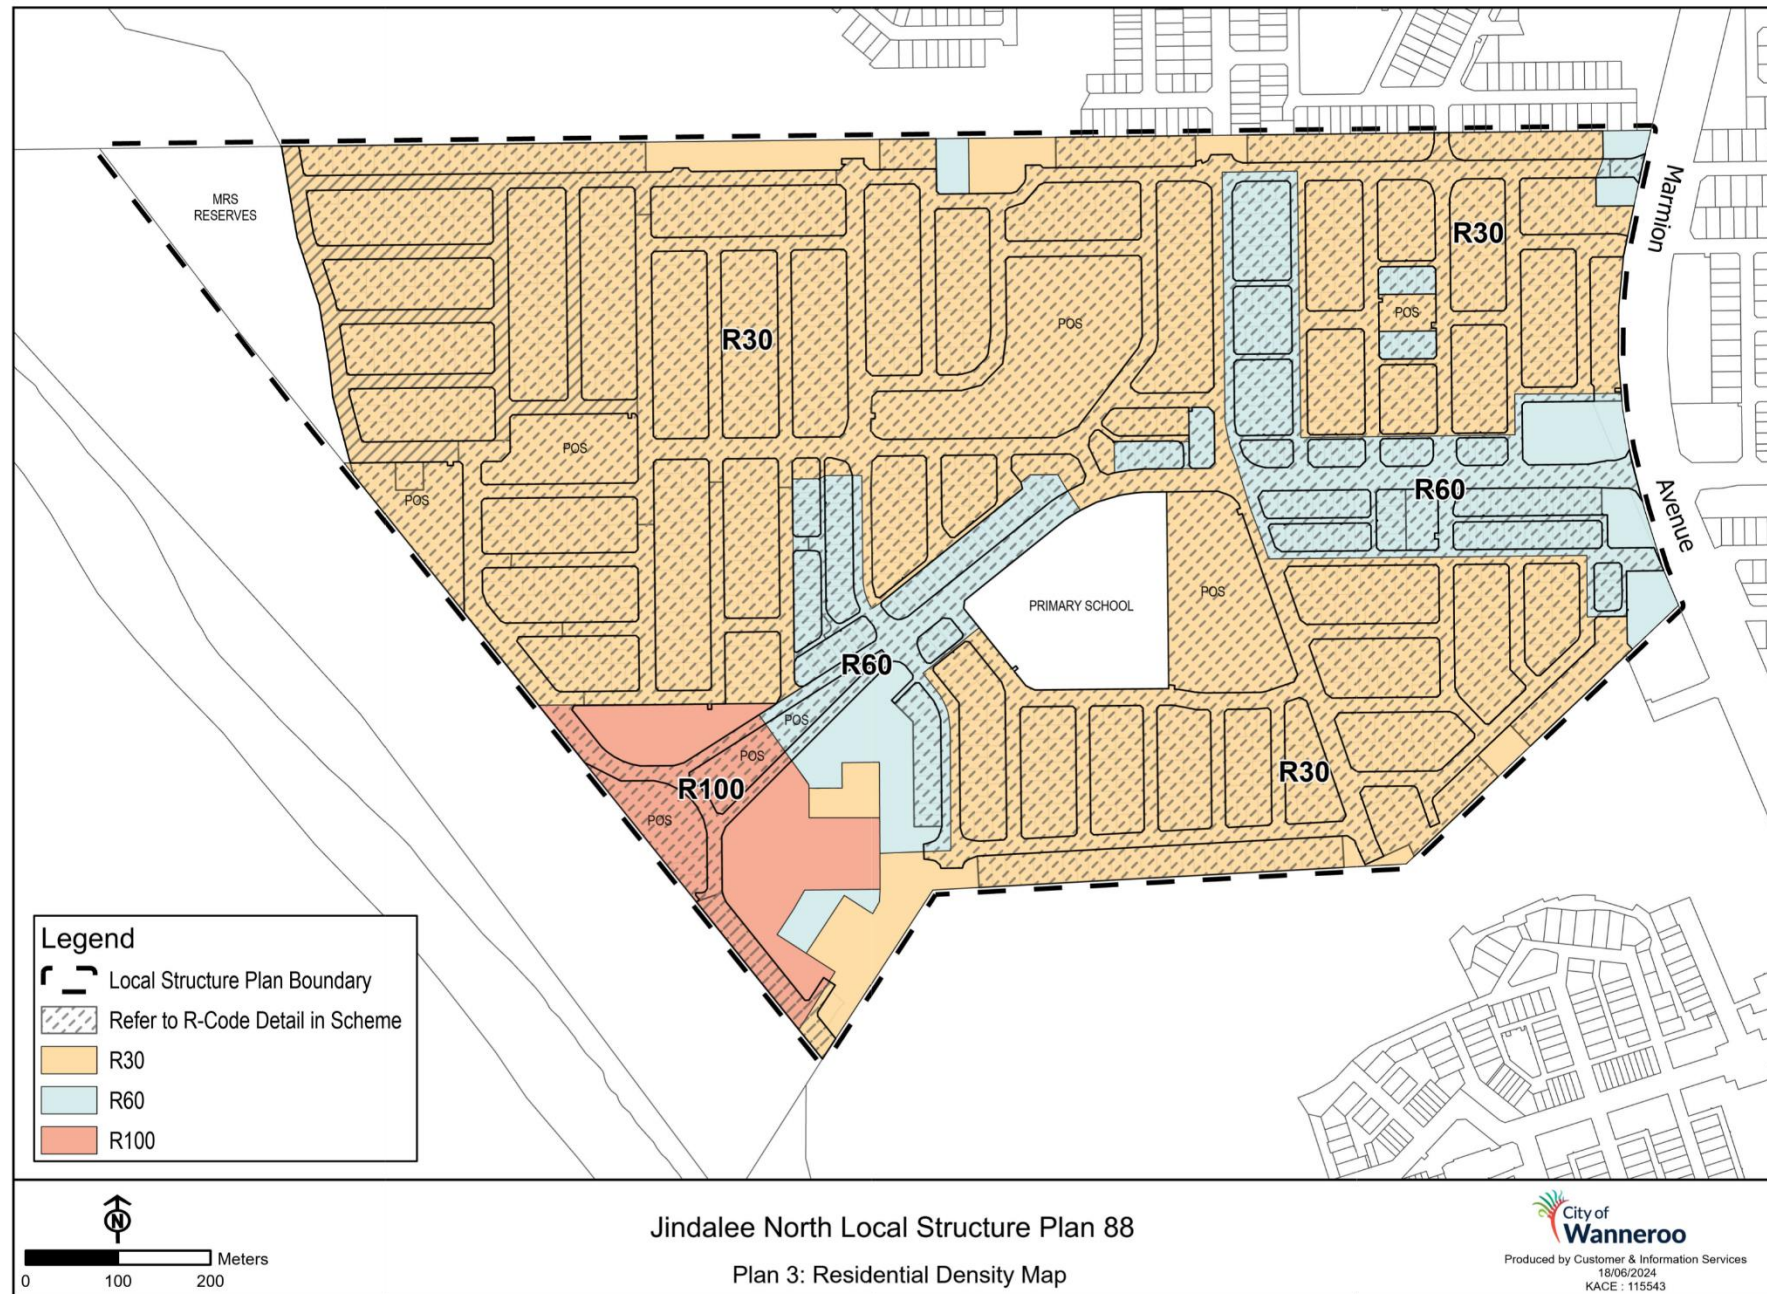 MRS
RESERVES
Marmion
R30
POS
R30
POS
POS
POS
R60
Avenue
PRIMARY SCHOOL
POS
R60
POS
POS
R30
R100
POS
Legend
Local Structure Plan Boundary
Refer to R-Code Detail in Scheme
R30
R60
R100
N
Meters
0 100 200
Jindalee North Local Structure Plan 88
Plan 3: Residential Density Map
City of
Wanneroo
Produced by Customer & Information Services
18/06/2024
KACE : 115543